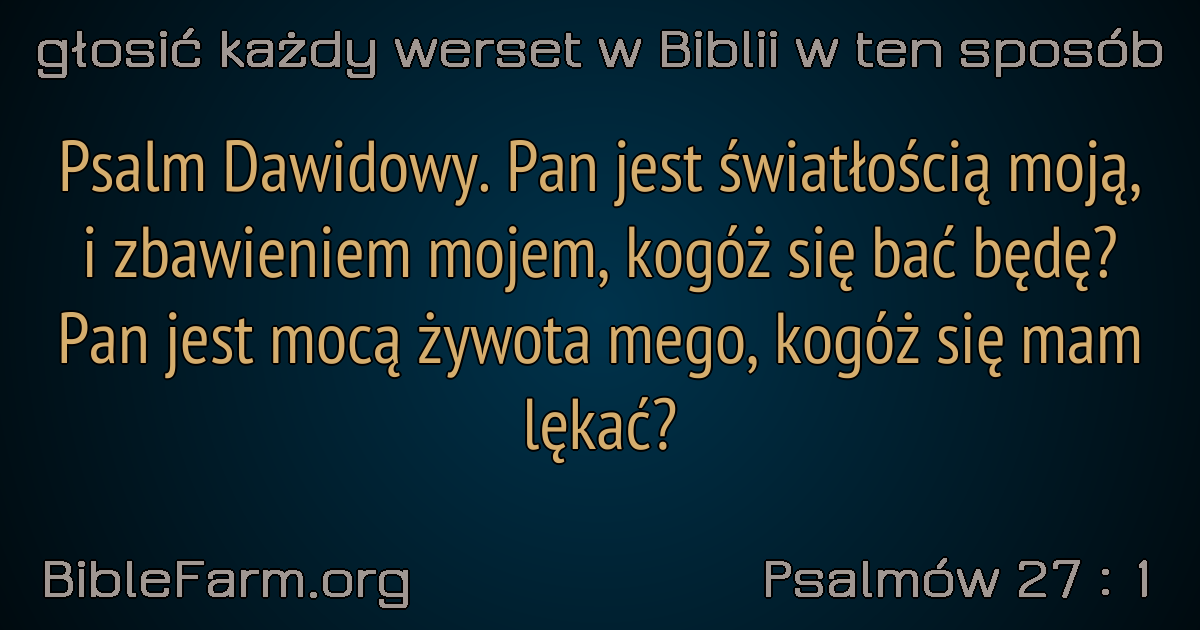 głosić każdy werset w Biblii w ten sposób
Psalm Dawidowy. Pan jest światłością moją,
i zbawieniem mojem, kogóż się bać będę?
Pan jest mocą żywota mego, kogóż się mam
lękać?
BibleFarm.org
Psalmów 27 : 1